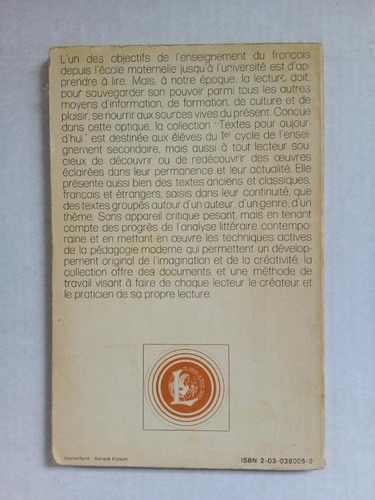 L'un des objectifs de l'enseignement du français
depuis l'école maternelle jusqu'à l'université est d'ap-
prendre à lire. Mais, à notre époque, la lecture doit,
pour sauvegarder son pouvoir parmi tous les autres
moyens d'information, de formation, de culture et de
plaisir, se nourrir aux sources vives du présent. Conçue
dans cette optique, la collection "Textes pour aujour-
d'hui" est destinée aux élèves du 1er cycle de l'ensei-
gnement secondaire, mais aussi à tout lecteur sou-
cieux de découvrir ou de redécouvrir des œuvres
éclairées dans leur permanence et leur actualité. Elle
présente aussi bien des textes anciens et classiques,
français et étrangers, saisis dans leur continuité, que
des textes groupés autour d'un auteur, d'un genre, d'un
thème. Sans appareil critique pesant, mais en tenant
compte des progrès de l'analyse littéraire contempo-
raine et en mettant en œuvre les techniques actives
de la pédagogie moderne qui permettent un dévelop-
pement original de l'imagination et de la créativité, la
collection offre des documents et une méthode de
travail visant à faire de chaque lecteur le créateur et
le praticien de sa propre lecture.
L
couverture Gérald Fritsch
ISBN 2-03-038005-9